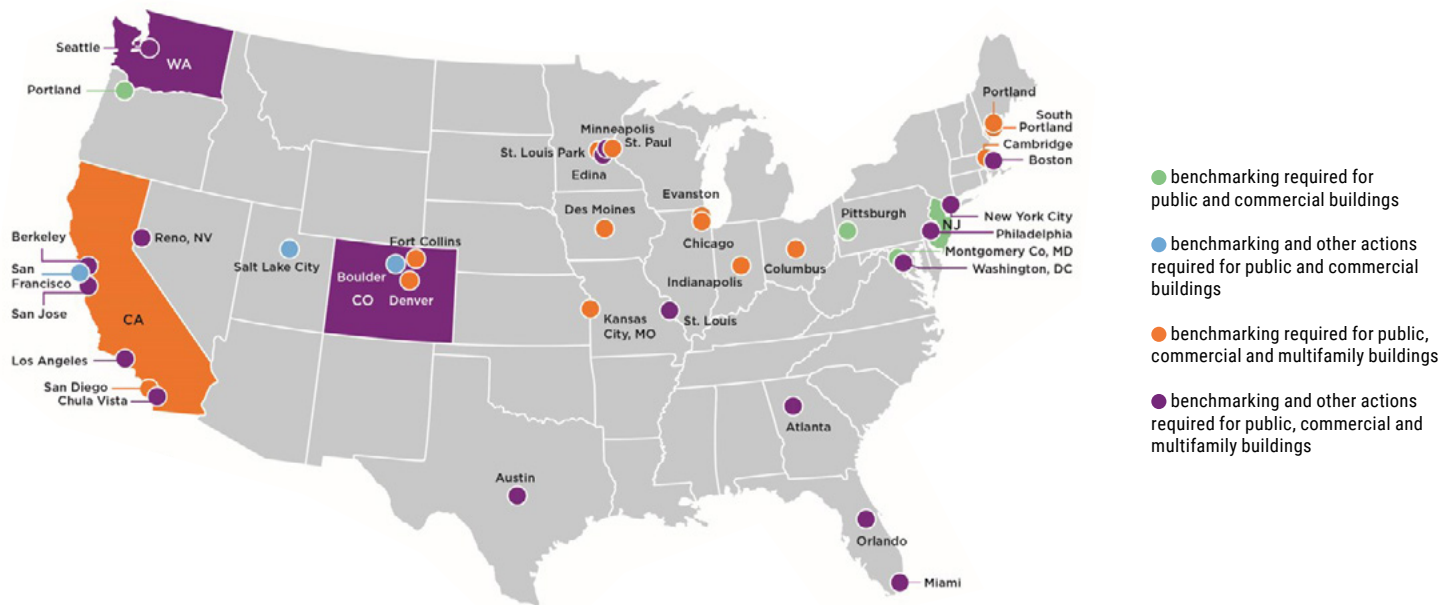 Seattle
WA
Portland
Berkeley
San
Francisco
San Jose
CA
Los Angeles
San Diego
Chula Vista
Reno, NV
Salt Lake City
Fort Collins
Boulder
CO
Denver
Minneapolis
St. Paul
St. Louis Park
Edina
Des Moines
Evanston
Chicago
Indianapolis
Columbus
Kansas
City, MO
St. Louis
Austin
Atlanta
Orlando
Miami
Pittsburgh
NJ
Portland
South
Portland
Cambridge
Boston
New York City
Philadelphia
Montgomery Co, MD
Washington, DC
benchmarking required for
public and commercial buildings
benchmarking and other actions
required for public and commercial
buildings
benchmarking required for public,
commercial and multifamily buildings
benchmarking and other actions
required for public, commercial and
multifamily buildings